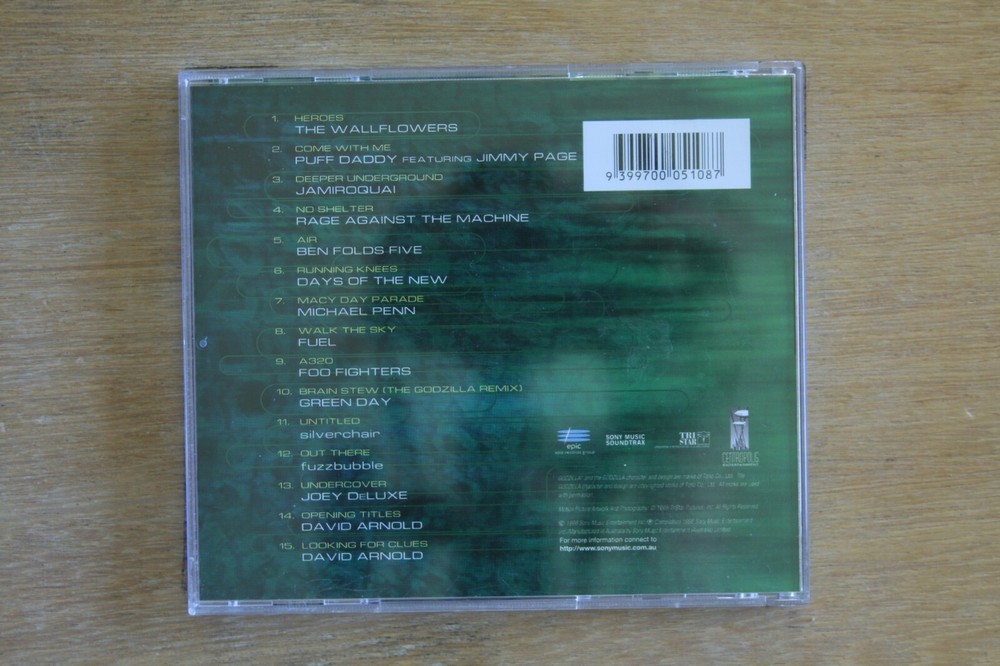 1. HEROES
THE WALLFLOWERS
2. COME WITH ME
PUFF DADDY FEATURING JIMMY PAGE
3. DEEPER UNDERGROUND
JAMIROQUAI
4. NO SHELTER
RAGE AGAINST THE MACHINE
5. AIR
BEN FOLDS FIVE
6. RUNNING KNEES
DAYS OF THE NEW
7. MACY DAY PARADE
MICHAEL PENN
8. WALK THE SKY
FUEL
9. A320
FOO FIGHTERS
10. BRAIN STEW (THE GODZILLA REMIX)
GREEN DAY
11. UNTITLED
silverchair
12. OUT THERE
fuzzbubble
13. UNDERCOVER
JOEY DeLUXE
14. OPENING TITLES
DAVID ARNOLD
15. LOOKING FOR CLUES
DAVID ARNOLD
9 399700 051087
epic
SONY MUSIC
SOUNDTRAX
TRI
STAR
CENTROPOLIS
For more information connect to
http://www.sonymusic.com.au